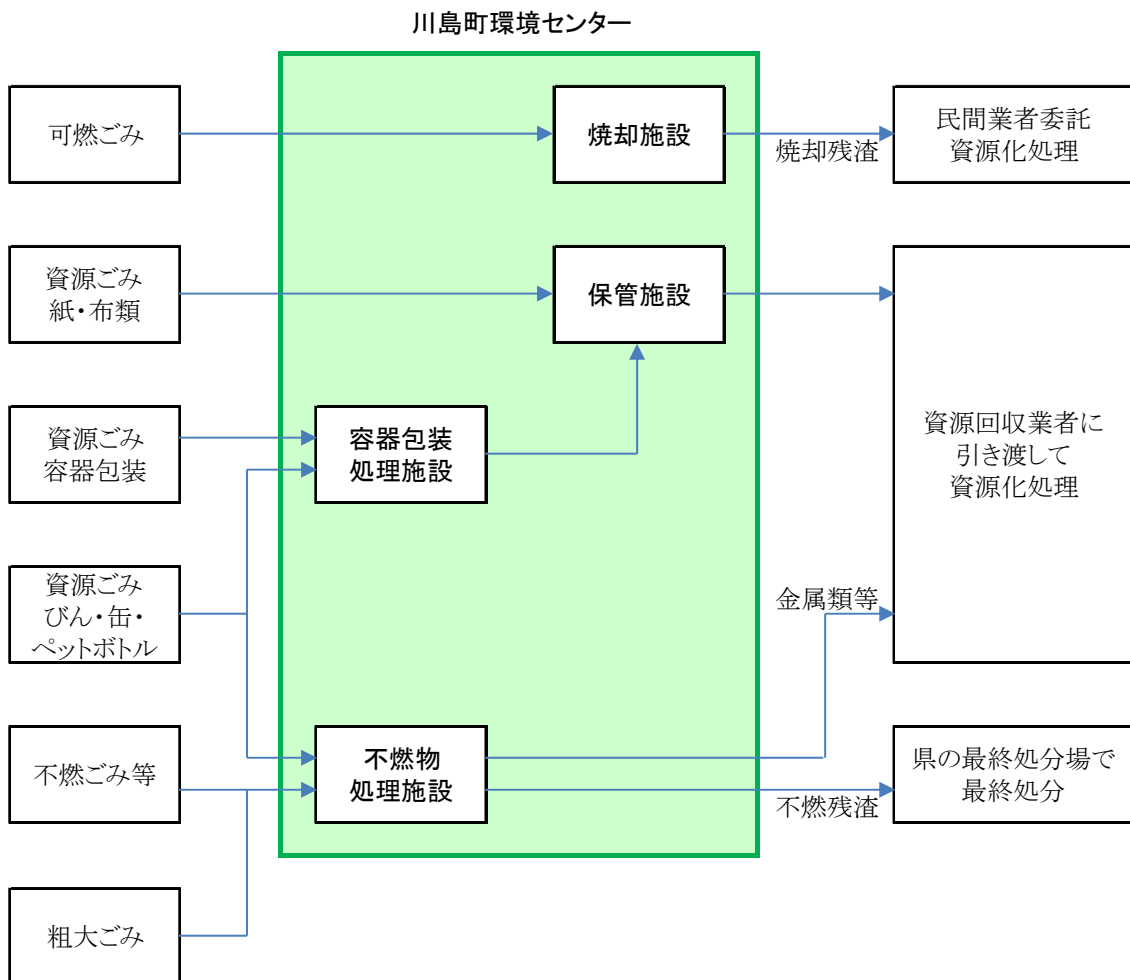 川島町環境センター
可燃ごみ
焼却施設
焼却残渣
民間業者委託
資源化処理
資源ごみ
紙・布類
保管施設
資源ごみ
容器包装
容器包装
処理施設
資源回収業者に
引き渡して
資源化処理
資源ごみ
びん・缶・
ペットボトル
金属類等
不燃ごみ等
不燃物
処理施設
不燃残渣
県の最終処分場で
最終処分
粗大ごみ